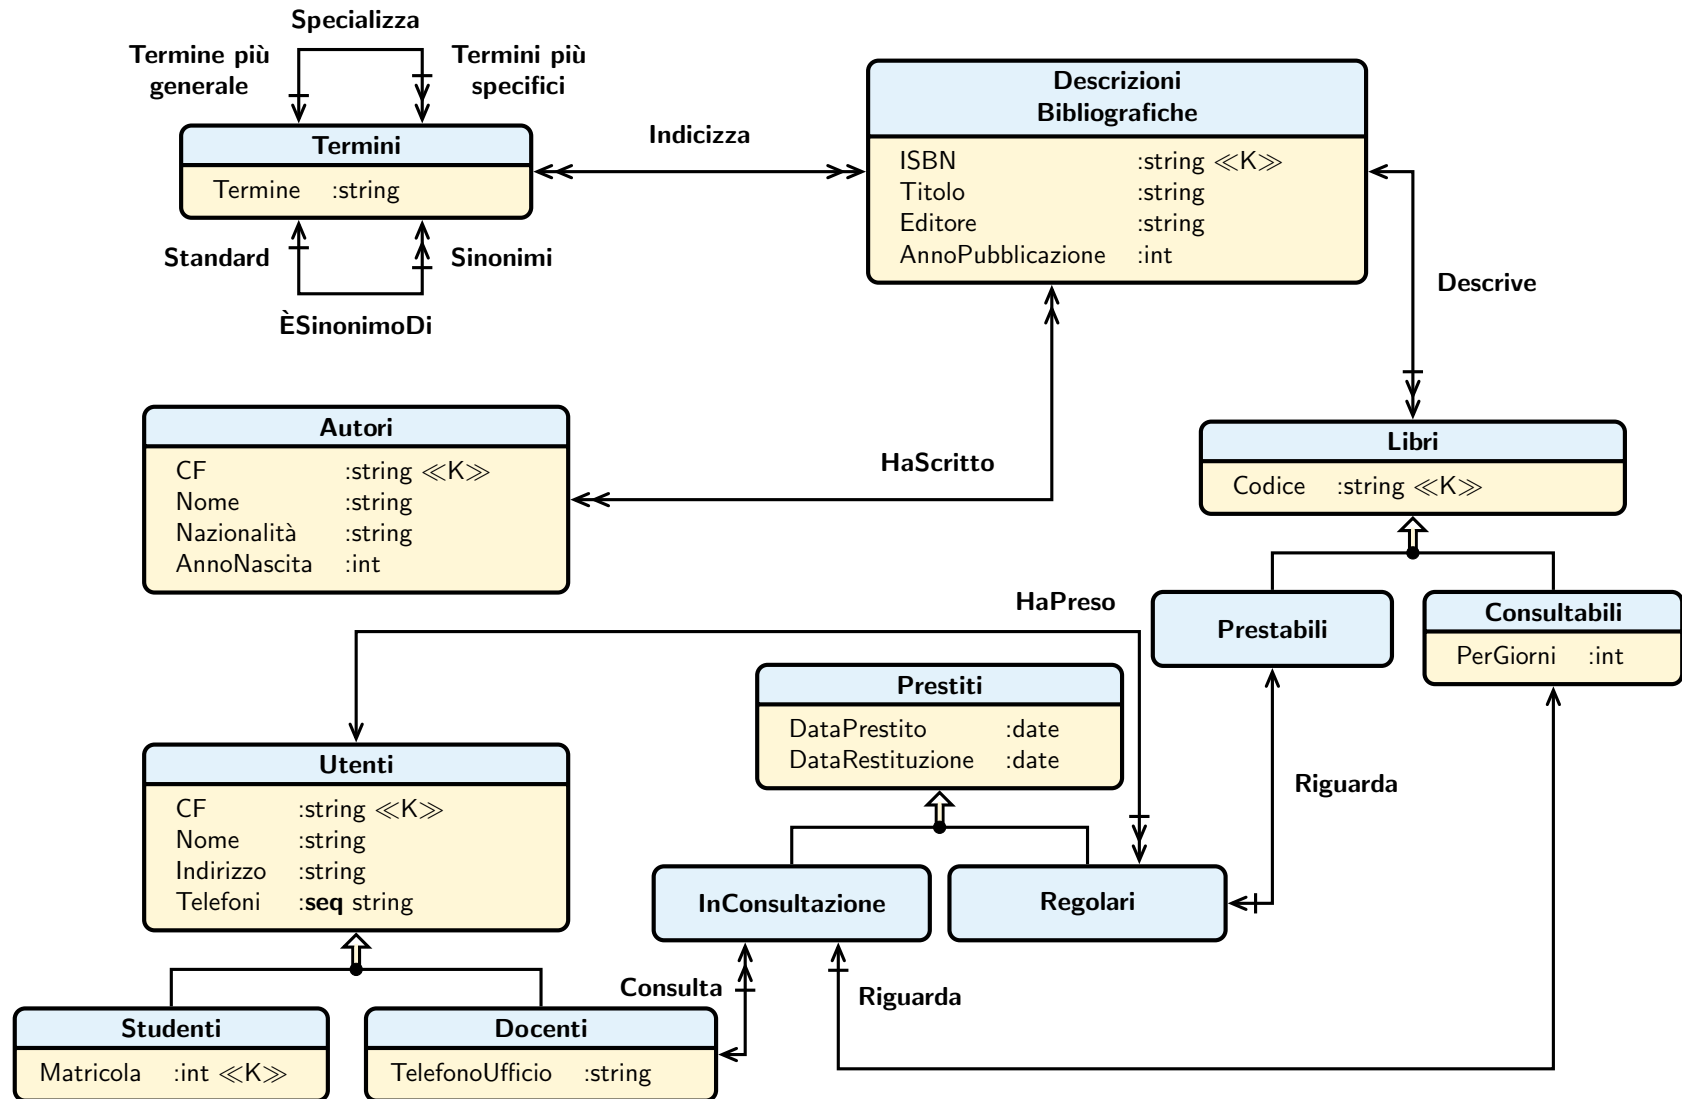 Specializza
Termine più
generale
Termini più
specifici
Termini
Termine :string
Standard
Sinonimi
ÈSinonimoDi
Indicizza
Descrizioni
Bibliografiche
ISBN :string ≪K≫
Titolo :string
Editore :string
AnnoPubblicazione :int
Descrive
Autori
CF :string ≪K≫
Nome :string
Nazionalità :string
AnnoNascita :int
HaScritto
Libri
Codice :string ≪K≫
HaPreso
Prestabili
Consultabili
PerGiorni :int
Prestiti
DataPrestito :date
DataRestituzione :date
Utenti
CF :string ≪K≫
Nome :string
Indirizzo :string
Telefoni :seq string
Riguarda
InConsultazione
Regolari
Consulta
Riguarda
Studenti
Matricola :int ≪K≫
Docenti
TelefonoUfficio :string